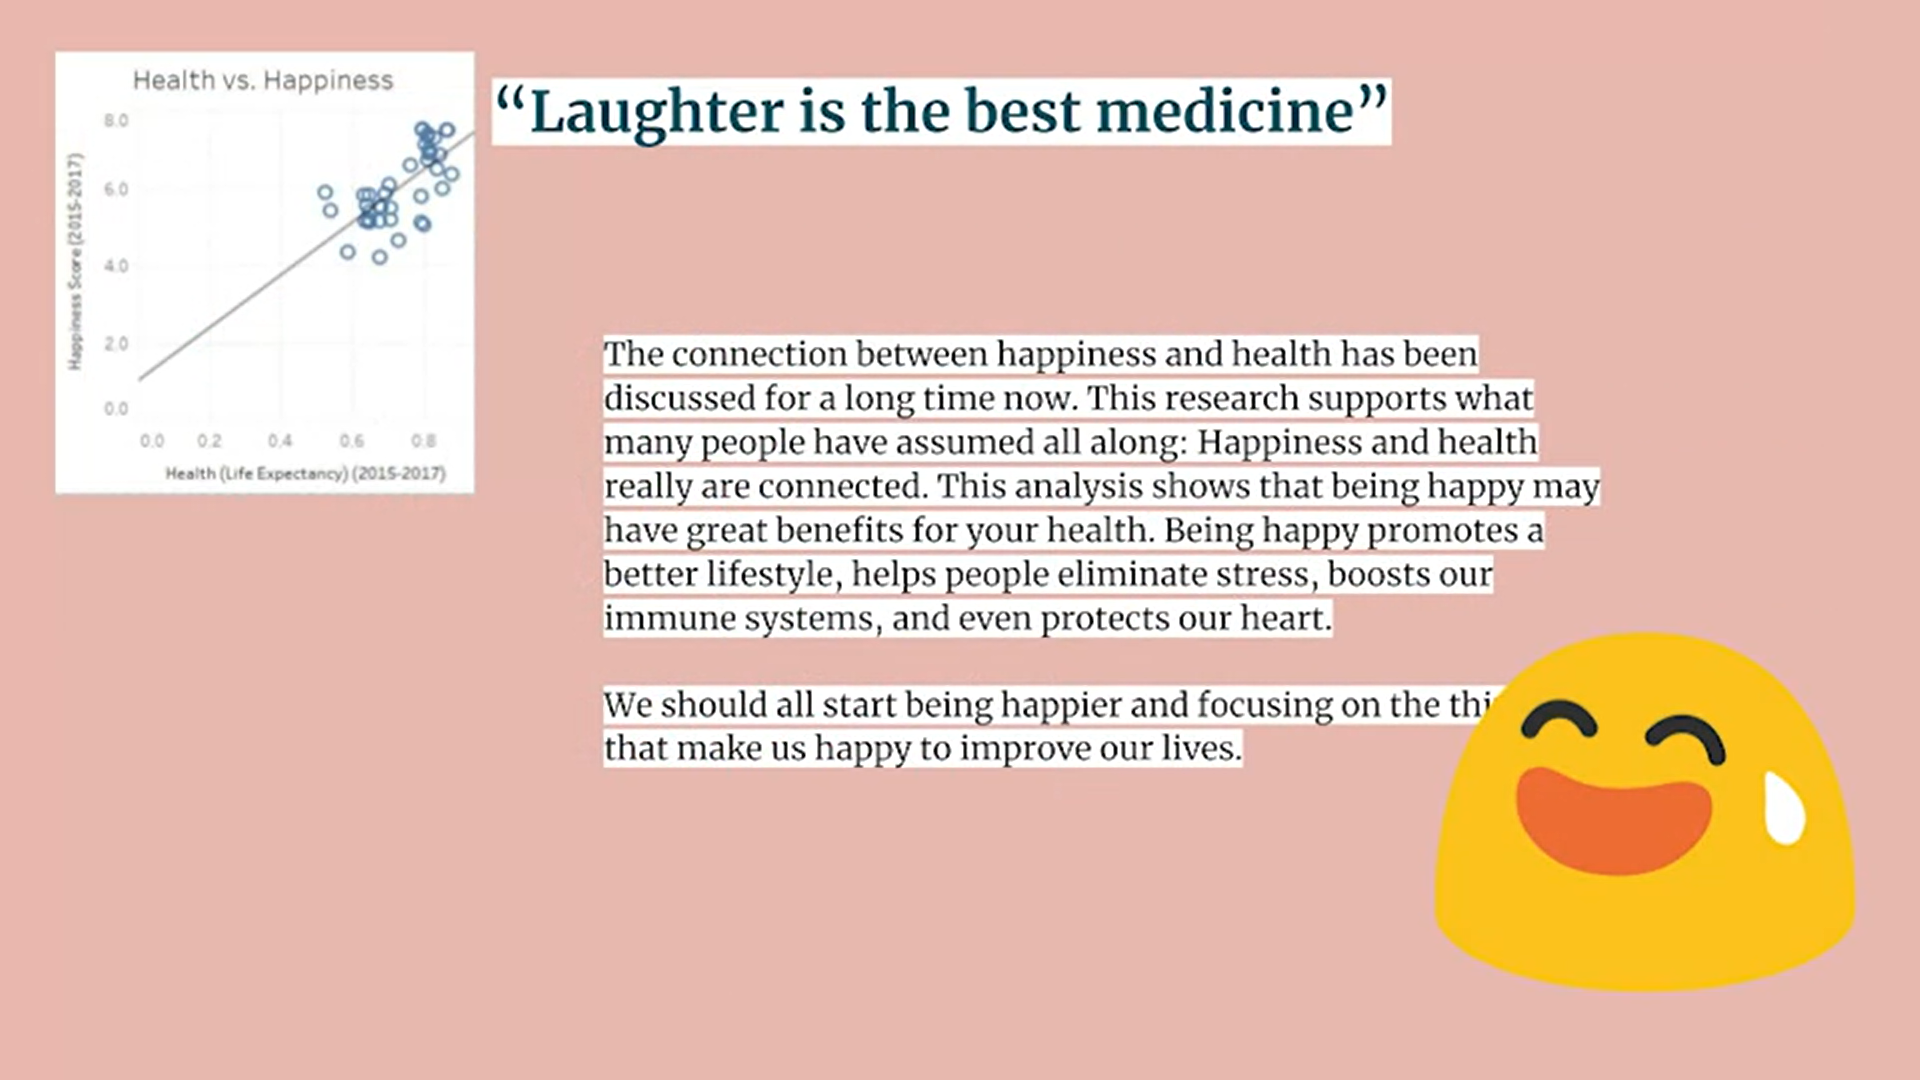 Health vs. Happiness
8.0
6.0
4.0
2.0
0.0
Happiness Score (2015-2017)
0.0 0.2 0.4 0.6 0.8
Health (Life Expectancy) (2015-2017)
“Laughter is the best medicine”
The connection between happiness and health has been
discussed for a long time now. This research supports what
many people have assumed all along: Happiness and health
really are connected. This analysis shows that being happy may
have great benefits for your health. Being happy promotes a
better lifestyle, helps people eliminate stress, boosts our
immune systems, and even protects our heart.
We should all start being happier and focusing on the
that make us happy to improve our lives.